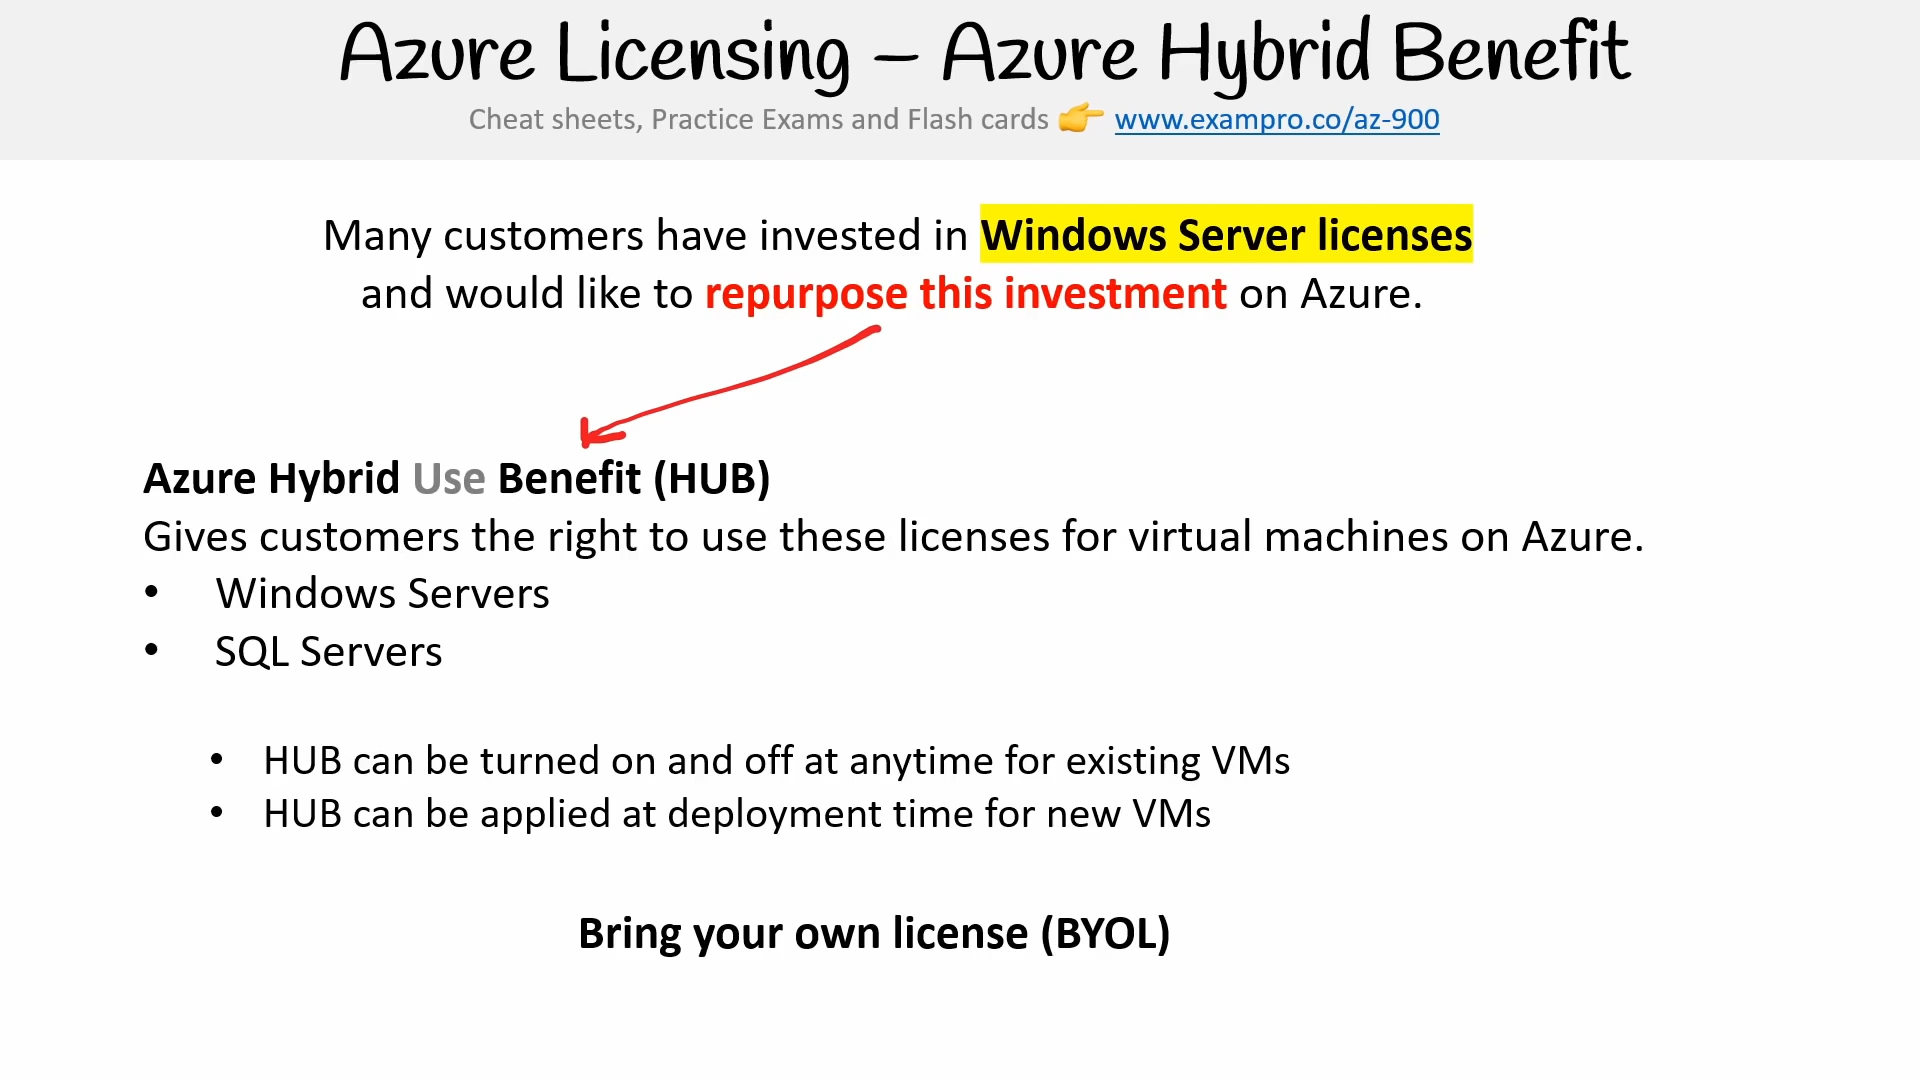 Azure Licensing – Azure Hybrid Benefit
Cheat sheets, Practice Exams and Flash cards 👉 www.exampro.co/az-900
Many customers have invested in Windows Server licenses
and would like to repurpose this investment on Azure.
Azure Hybrid Use Benefit (HUB)
Gives customers the right to use these licenses for virtual machines on Azure.
• Windows Servers
• SQL Servers
• HUB can be turned on and off at anytime for existing VMs
• HUB can be applied at deployment time for new VMs
Bring your own license (BYOL)